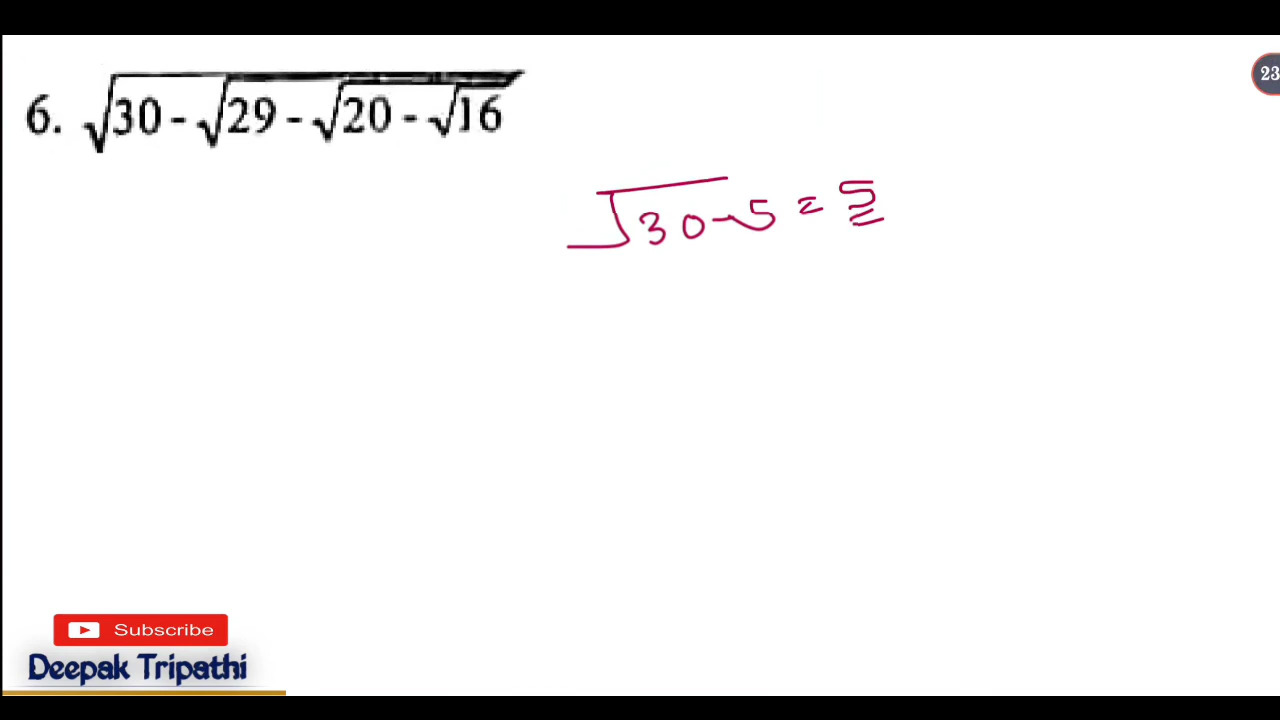 6. √30 - √29 - √20 - √16
23
√30-5 = 5
Subscribe
Deepak Tripathi